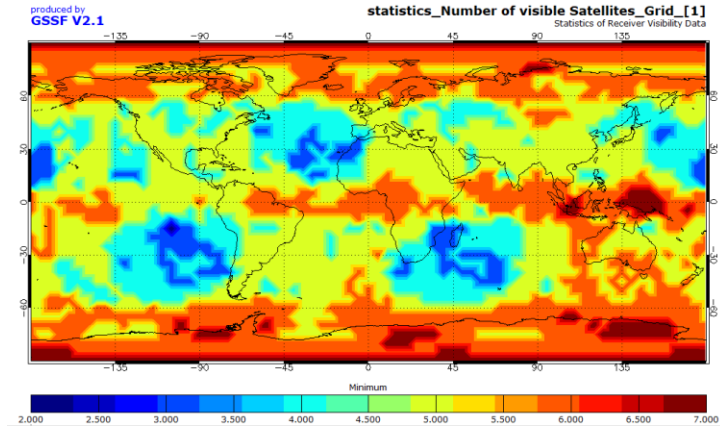 produced by
GSSF V2.1
statistics_Number of visible Satellites_Grid_[1]
Statistics of Receiver Visibility Data
−135 −90 −45 0 45 90 135
60 60
30 30
0 0
−30 −30
−60 −60
−135 −90 −45 0 45 90 135
Minimum
2.000 2.500 3.000 3.500 4.000 4.500 5.000 5.500 6.000 6.500 7.000